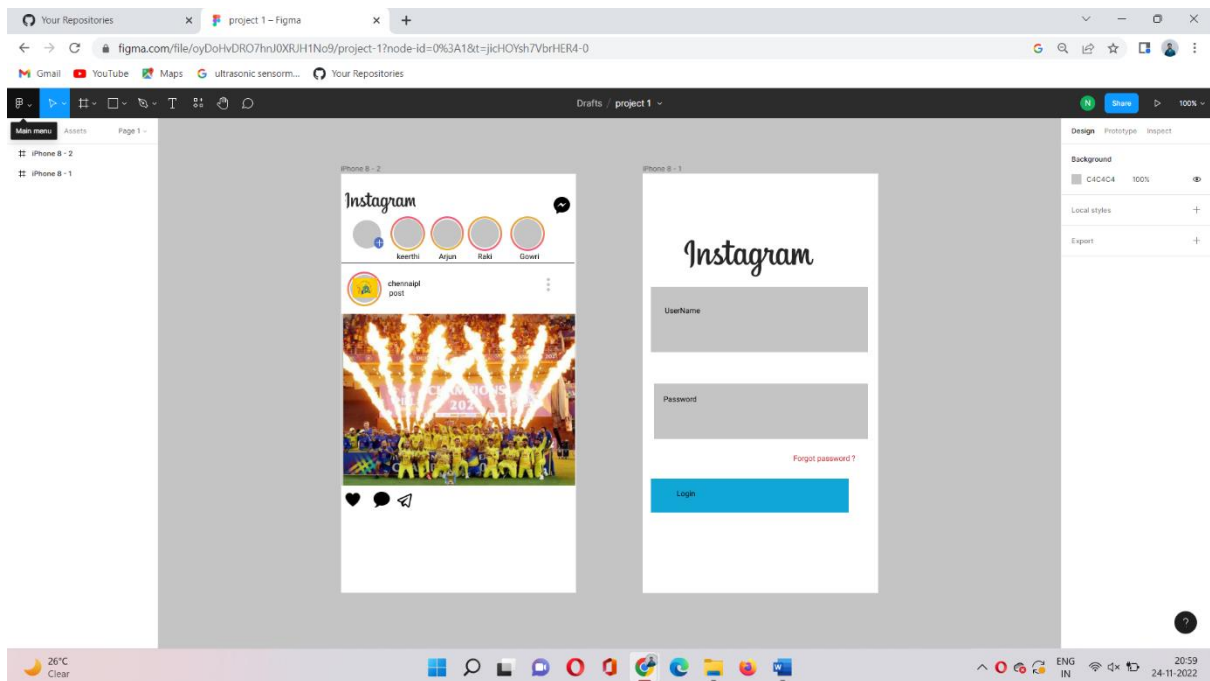 Your Repositories
project 1 – Figma
figma.com/file/oyDoHvDRO7hnJ0XRJH1No9/project-1?node-id=0%3A1&t=jicHOYsh7VbrHER4-0
Gmail YouTube Maps ultrasonic sensorm... Your Repositories
Drafts / project 1
N Share 100%
Main menu Assets Page 1
iPhone 8 - 2
iPhone 8 - 1
iPhone 8 - 2
Instagram
keerthi Arjun Raki Gowri
chennaipl
post
CHAMPIONS
iPhone 8 - 1
Instagram
UserName
Password
Forgot password ?
Login
Design Prototype Inspect
Background
C4C4C4 100%
Local styles
Export
?
26°C
Clear
ENG
IN
20:59
24-11-2022